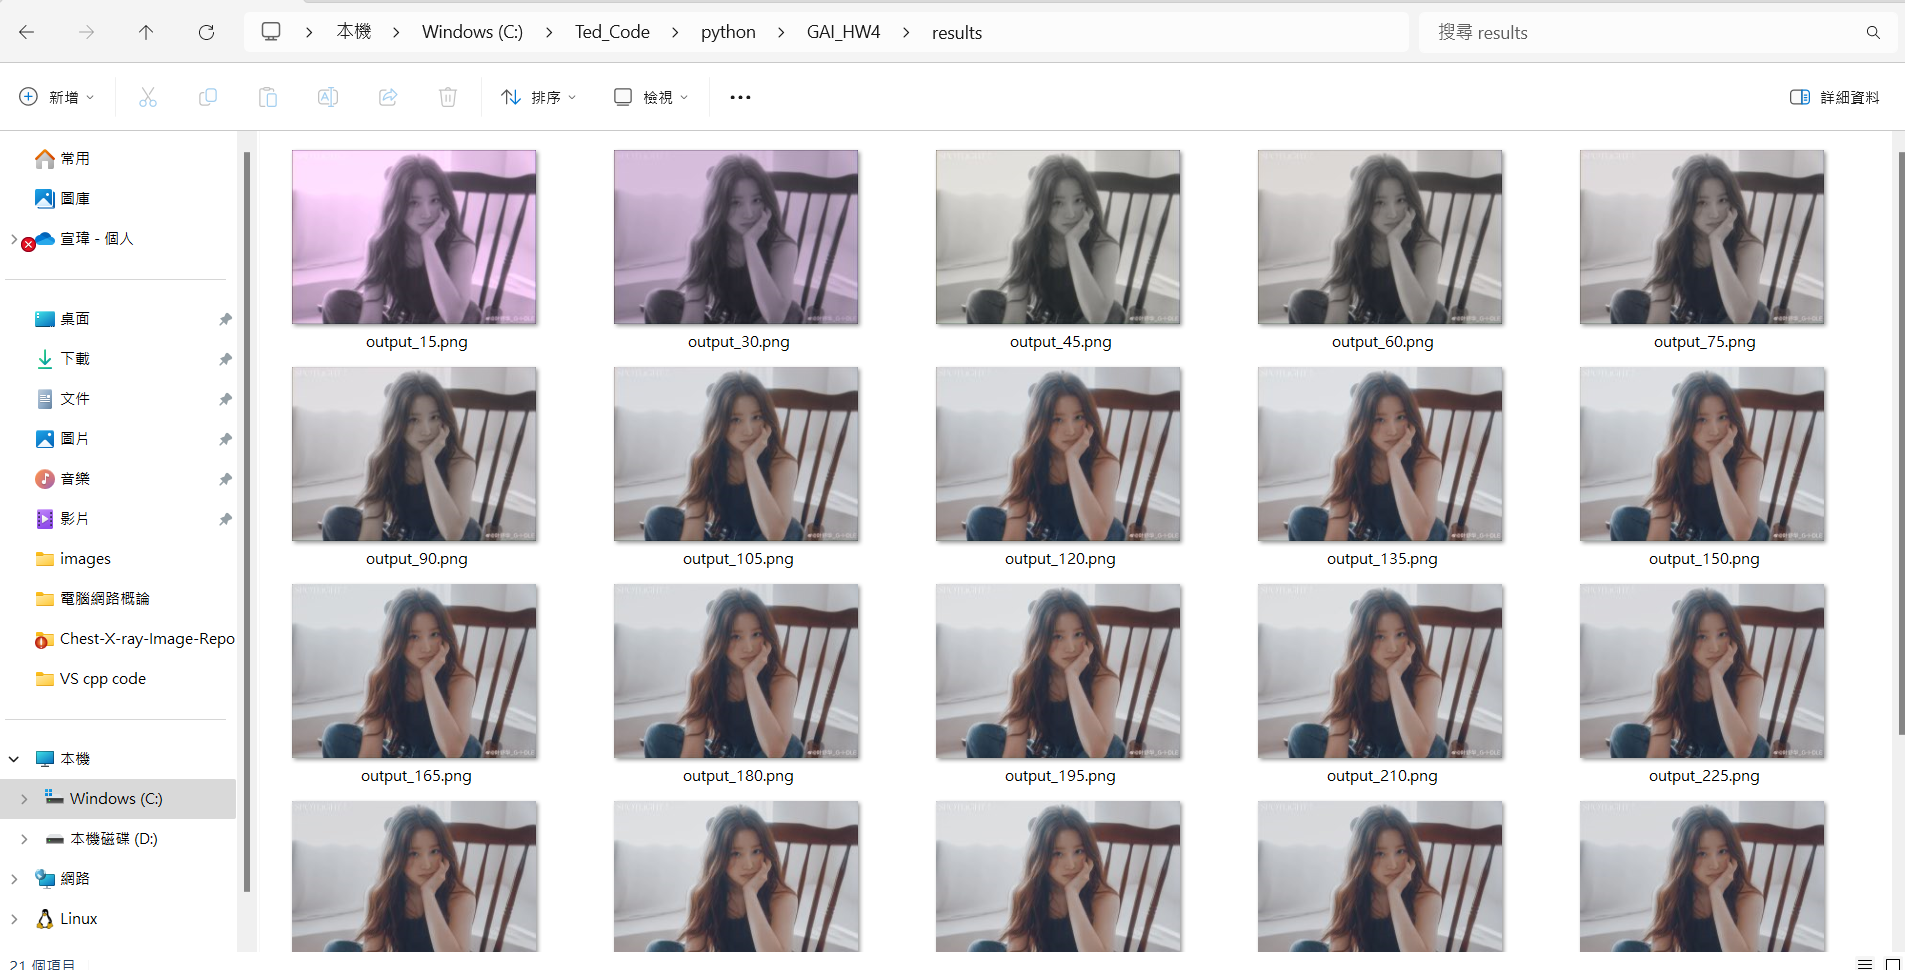 本機 > Windows (C:) > Ted_Code > python > GAI_HW4 > results
搜尋 results
新增
排序
檢視
詳細資料
常用
圖庫
宣瑋 - 個人
桌面
下載
文件
圖片
音樂
影片
images
電腦網路概論
Chest-X-ray-Image-Repo
VS cpp code
本機
Windows (C:)
本機磁碟 (D:)
網路
Linux
output_15.png
output_30.png
output_45.png
output_60.png
output_75.png
output_90.png
output_105.png
output_120.png
output_135.png
output_150.png
output_165.png
output_180.png
output_195.png
output_210.png
output_225.png
21 個項目